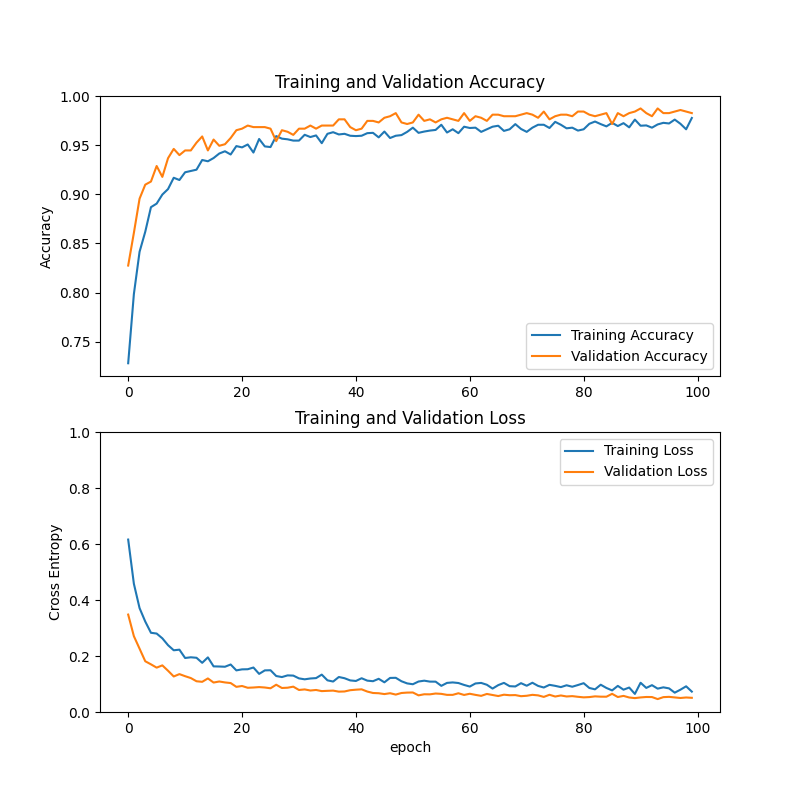 Training and Validation Accuracy
Accuracy
1.00
0.95
0.90
0.85
0.80
0.75
Training Accuracy
Validation Accuracy
0 20 40 60 80 100
Training and Validation Loss
Cross Entropy
1.0
0.8
0.6
0.4
0.2
0.0
Training Loss
Validation Loss
0 20 40 60 80 100
epoch